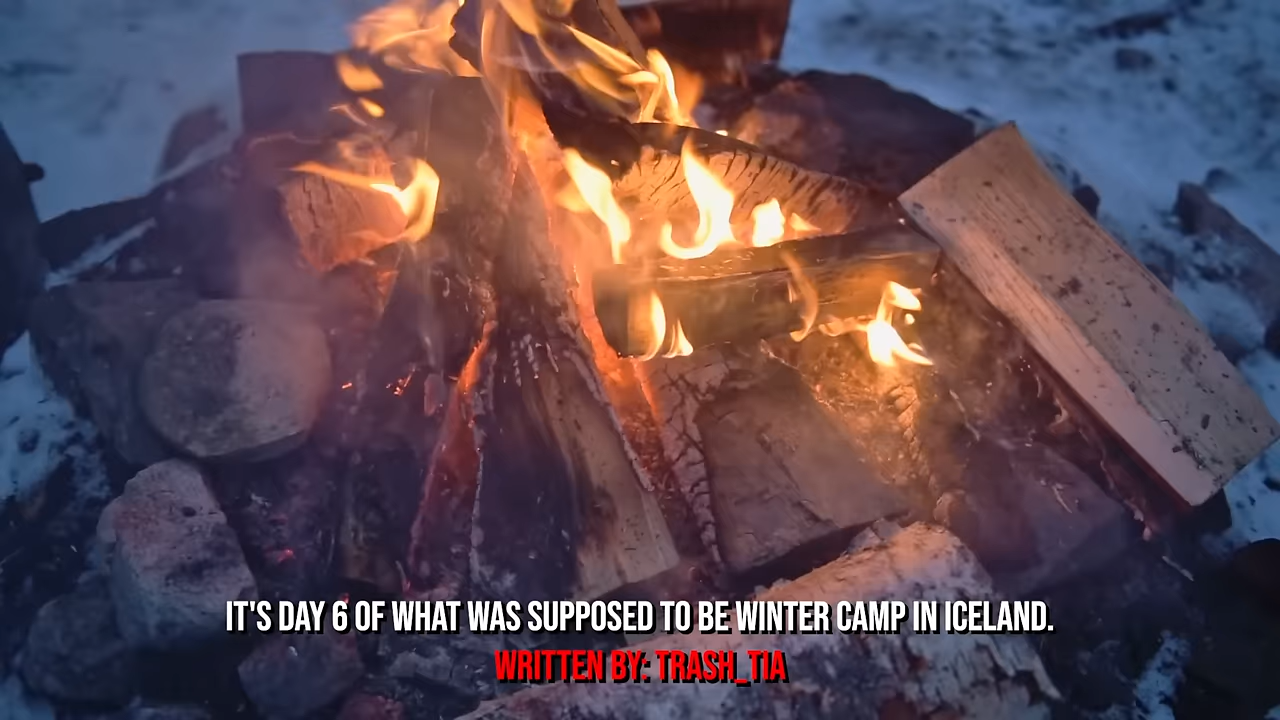 IT'S DAY 6 OF WHAT WAS SUPPOSED TO BE WINTER CAMP IN ICELAND.
WRITTEN BY: TRASH_TIA